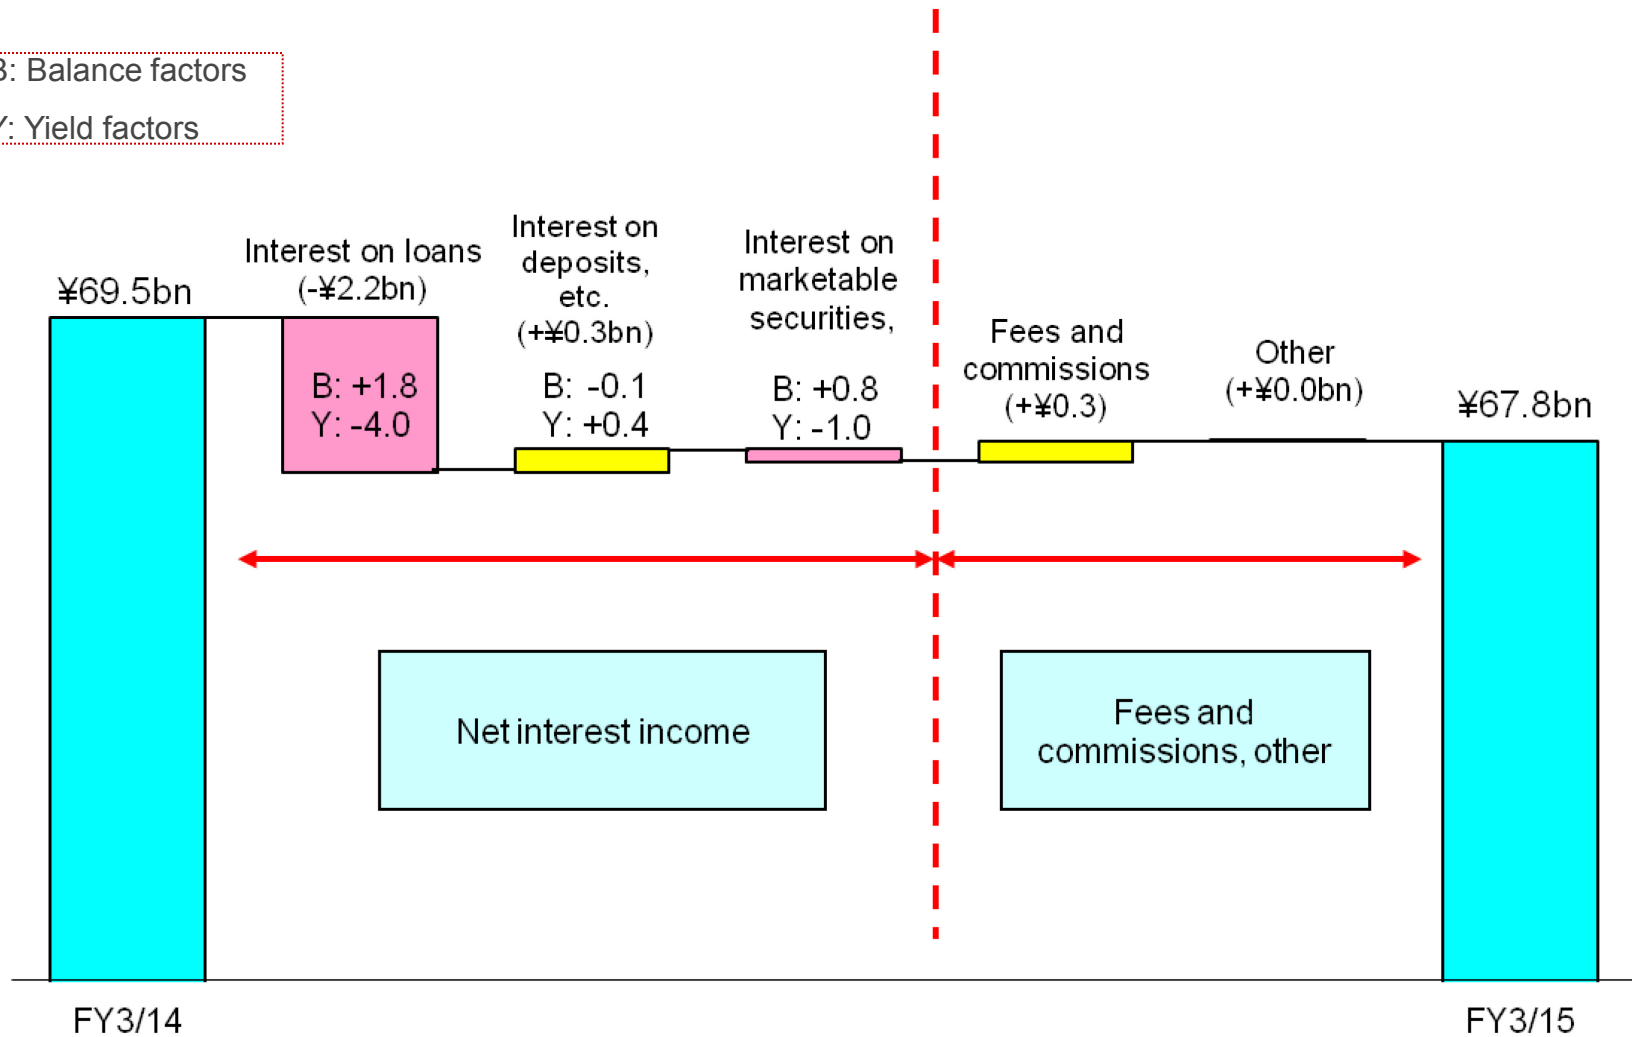 B: Balance factors
Y: Yield factors
¥69.5bn
Interest on loans
(-¥2.2bn)
B: +1.8
Y: -4.0
Interest on
deposits,
etc.
(+¥0.3bn)
B: -0.1
Y: +0.4
Interest on
marketable
securities,
B: +0.8
Y: -1.0
Fees and
commissions
(+¥0.3)
Other
(+¥0.0bn)
¥67.8bn
Net interest income
Fees and
commissions, other
FY3/14
FY3/15